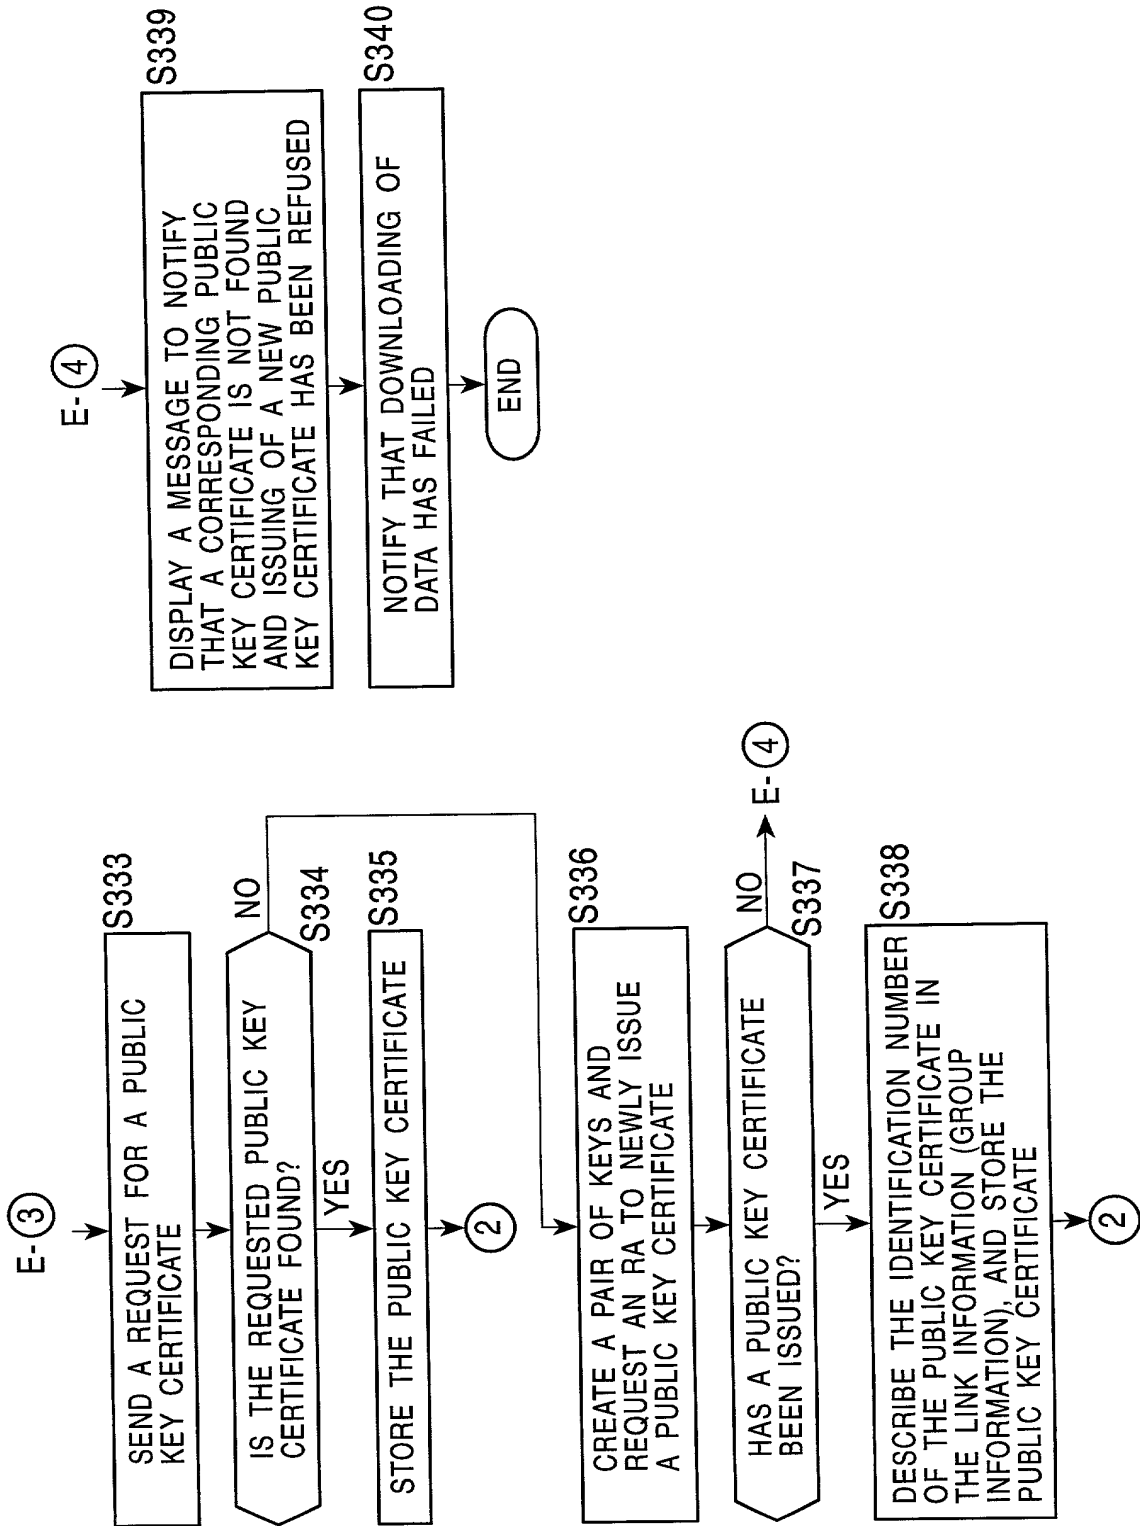 E-3
S333
SEND A REQUEST FOR A PUBLIC
KEY CERTIFICATE
IS THE REQUESTED PUBLIC KEY
CERTIFICATE FOUND?
NO
S334
YES
S335
STORE THE PUBLIC KEY CERTIFICATE
2
S336
CREATE A PAIR OF KEYS AND
REQUEST AN RA TO NEWLY ISSUE
A PUBLIC KEY CERTIFICATE
HAS A PUBLIC KEY CERTIFICATE
BEEN ISSUED?
NO
E-4
S337
YES
S338
DESCRIBE THE IDENTIFICATION NUMBER
OF THE PUBLIC KEY CERTIFICATE IN
THE LINK INFORMATION (GROUP
INFORMATION), AND STORE THE
PUBLIC KEY CERTIFICATE
2
E-4
S339
DISPLAY A MESSAGE TO NOTIFY
THAT A CORRESPONDING PUBLIC
KEY CERTIFICATE IS NOT FOUND
AND ISSUING OF A NEW PUBLIC
KEY CERTIFICATE HAS BEEN REFUSED
S340
NOTIFY THAT DOWNLOADING OF
DATA HAS FAILED
END